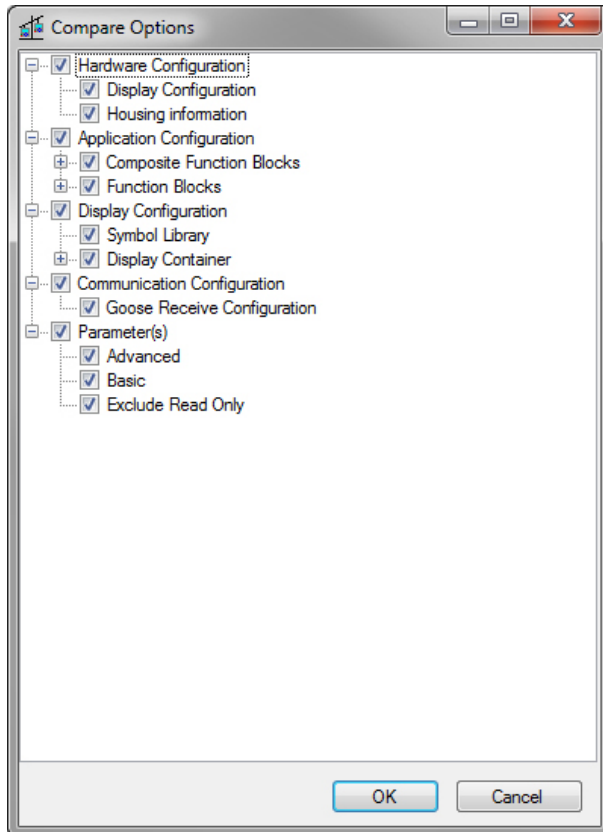 Compare Options
Hardware Configuration
Display Configuration
Housing information
Application Configuration
Composite Function Blocks
Function Blocks
Display Configuration
Symbol Library
Display Container
Communication Configuration
Goose Receive Configuration
Parameter(s)
Advanced
Basic
Exclude Read Only
OK Cancel